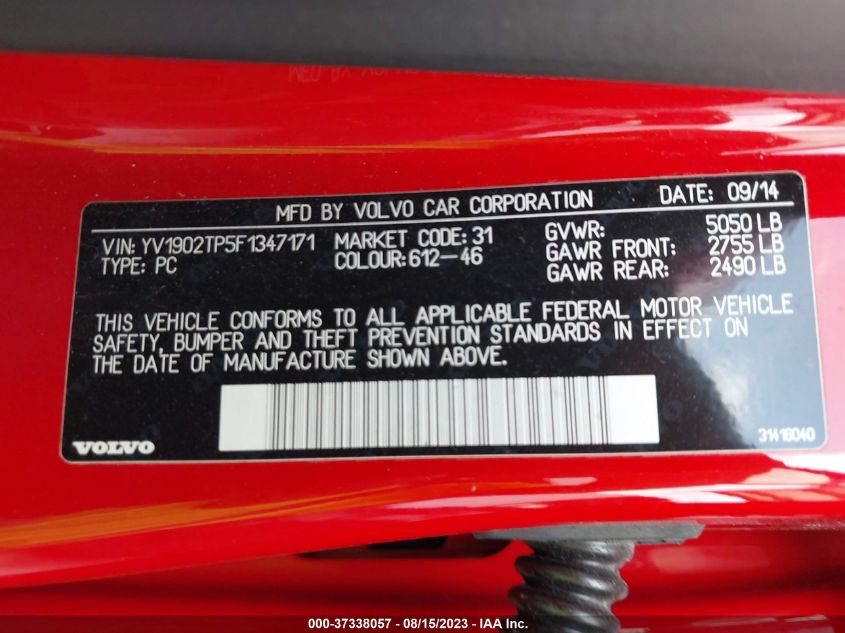 MFD BY VOLVO CAR CORPORATION DATE: 09/14
VIN: YV1902TP5F1347171 MARKET CODE: 31 GVWR: 5050 LB
TYPE: PC COLOUR: 612-46 GAWR FRONT: 2755 LB
GAWR REAR: 2490 LB
THIS VEHICLE CONFORMS TO ALL APPLICABLE FEDERAL MOTOR VEHICLE
SAFETY, BUMPER AND THEFT PREVENTION STANDARDS IN EFFECT ON
THE DATE OF MANUFACTURE SHOWN ABOVE.
VOLVO 31416040
000-37338057 - 08/15/2023 - IAA Inc.